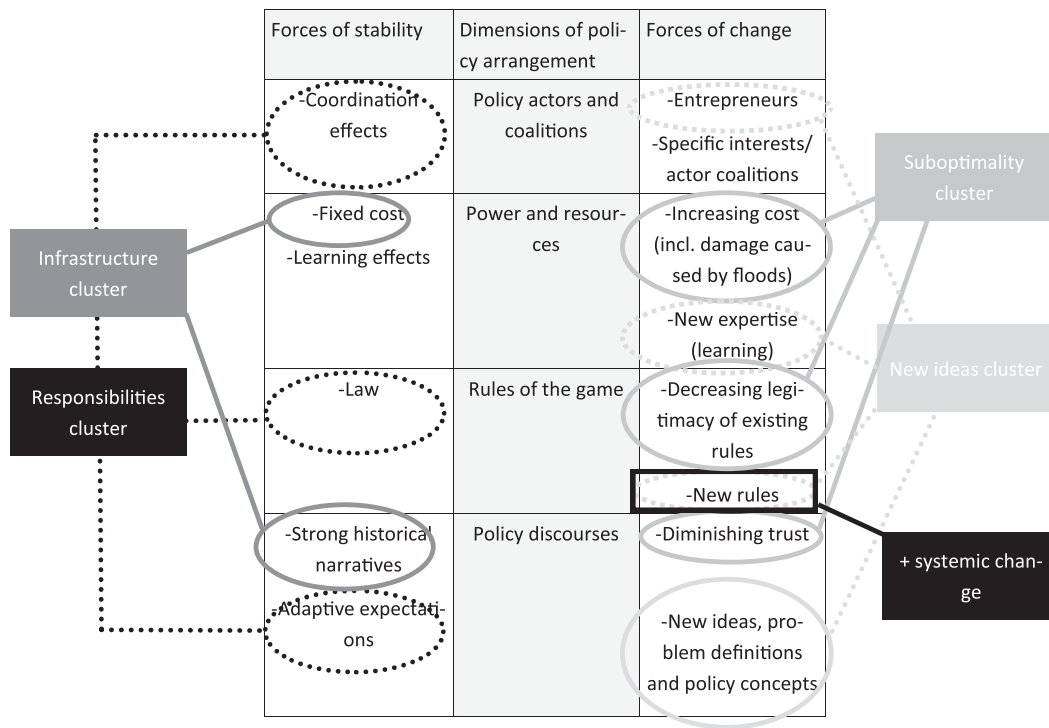 Forces of stability
Dimensions of poli-
cy arrangement
Forces of change
-Coordination
effects
Policy actors and
coalitions
-Entrepreneurs
-Specific interests/
actor coalitions
-Fixed cost
-Learning effects
Power and resour-
ces
-Increasing cost
(incl. damage cau-
sed by floods)
-New expertise
(learning)
-Law
Rules of the game
-Decreasing legi-
timacy of existing
rules
-New rules
-Strong historical
narratives
-Adaptive expectati-
ons
Policy discourses
-Diminishing trust
-New ideas, pro-
blem definitions
and policy concepts
Infrastructure
cluster
Responsibilities
cluster
Suboptimality
cluster
New ideas cluster
+ systemic chan-
ge